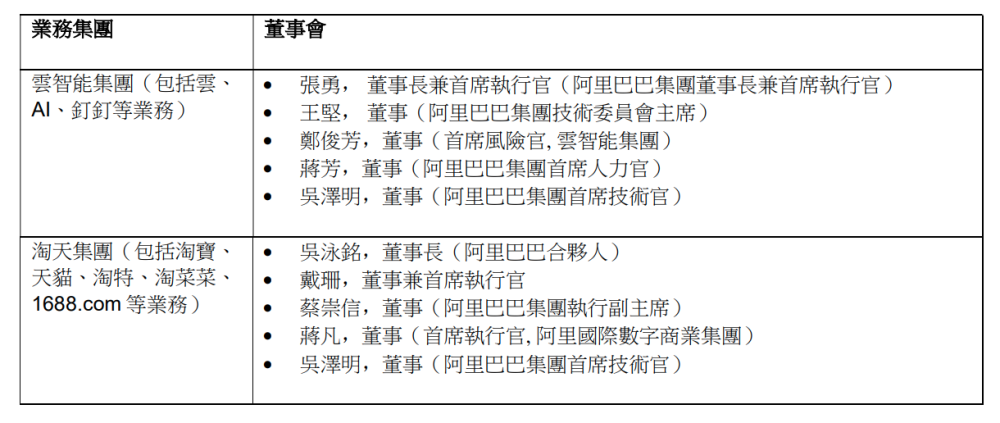 業務集團
董事會
雲智能集團（包括雲、
AI、釘釘等業務）
• 張勇， 董事長兼首席執行官（阿里巴巴集團董事長兼首席執行官）
• 王堅， 董事（阿里巴巴集團技術委員會主席）
• 鄭俊芳，董事（首席風險官, 雲智能集團）
• 蔣芳，董事（阿里巴巴集團首席人力官）
• 吳澤明，董事（阿里巴巴集團首席技術官）
淘天集團（包括淘寶、
天貓、淘特、淘菜菜、
1688.com 等業務）
• 吳泳銘，董事長（阿里巴巴合夥人）
• 戴珊，董事兼首席執行官
• 蔡崇信，董事（阿里巴巴集團執行副主席）
• 蔣凡，董事（首席執行官, 阿里國際數字商業集團）
• 吳澤明，董事（阿里巴巴集團首席技術官）